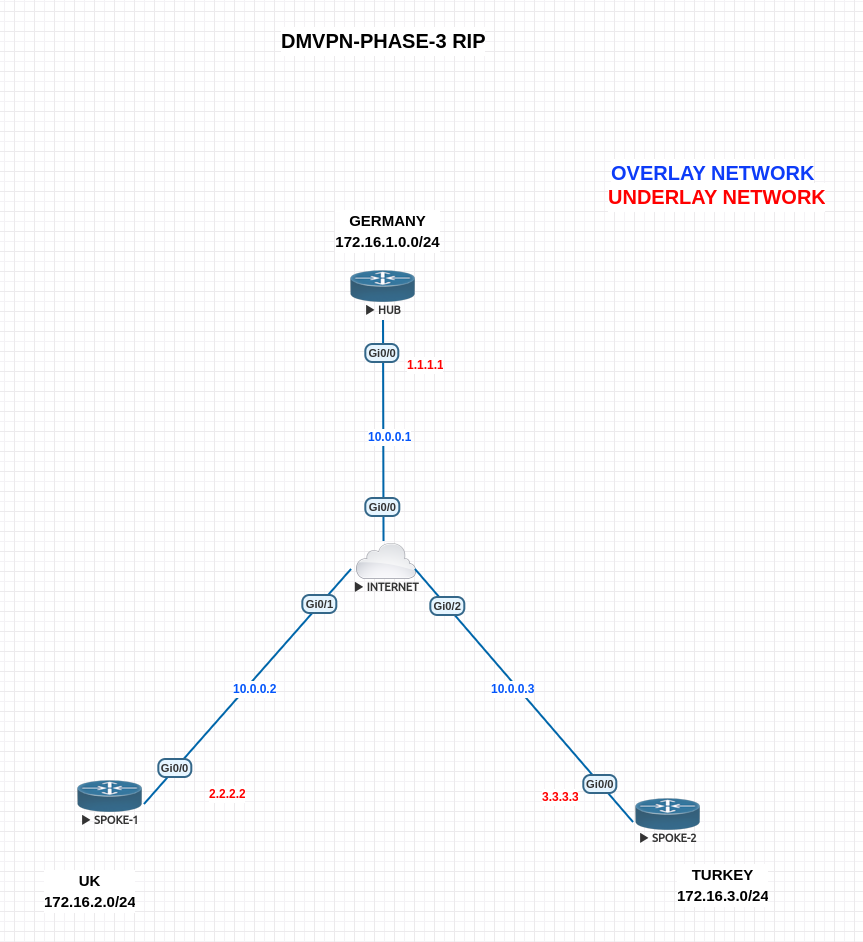 DMVPN-PHASE-3 RIP
OVERLAY NETWORK
UNDERLAY NETWORK
GERMANY
172.16.1.0.0/24
HUB
Gi0/0
1.1.1.1
10.0.0.1
Gi0/0
INTERNET
Gi0/1
Gi0/2
10.0.0.2
10.0.0.3
Gi0/0
2.2.2.2
SPOKE-1
Gi0/0
3.3.3.3
SPOKE-2
UK
172.16.2.0/24
TURKEY
172.16.3.0/24